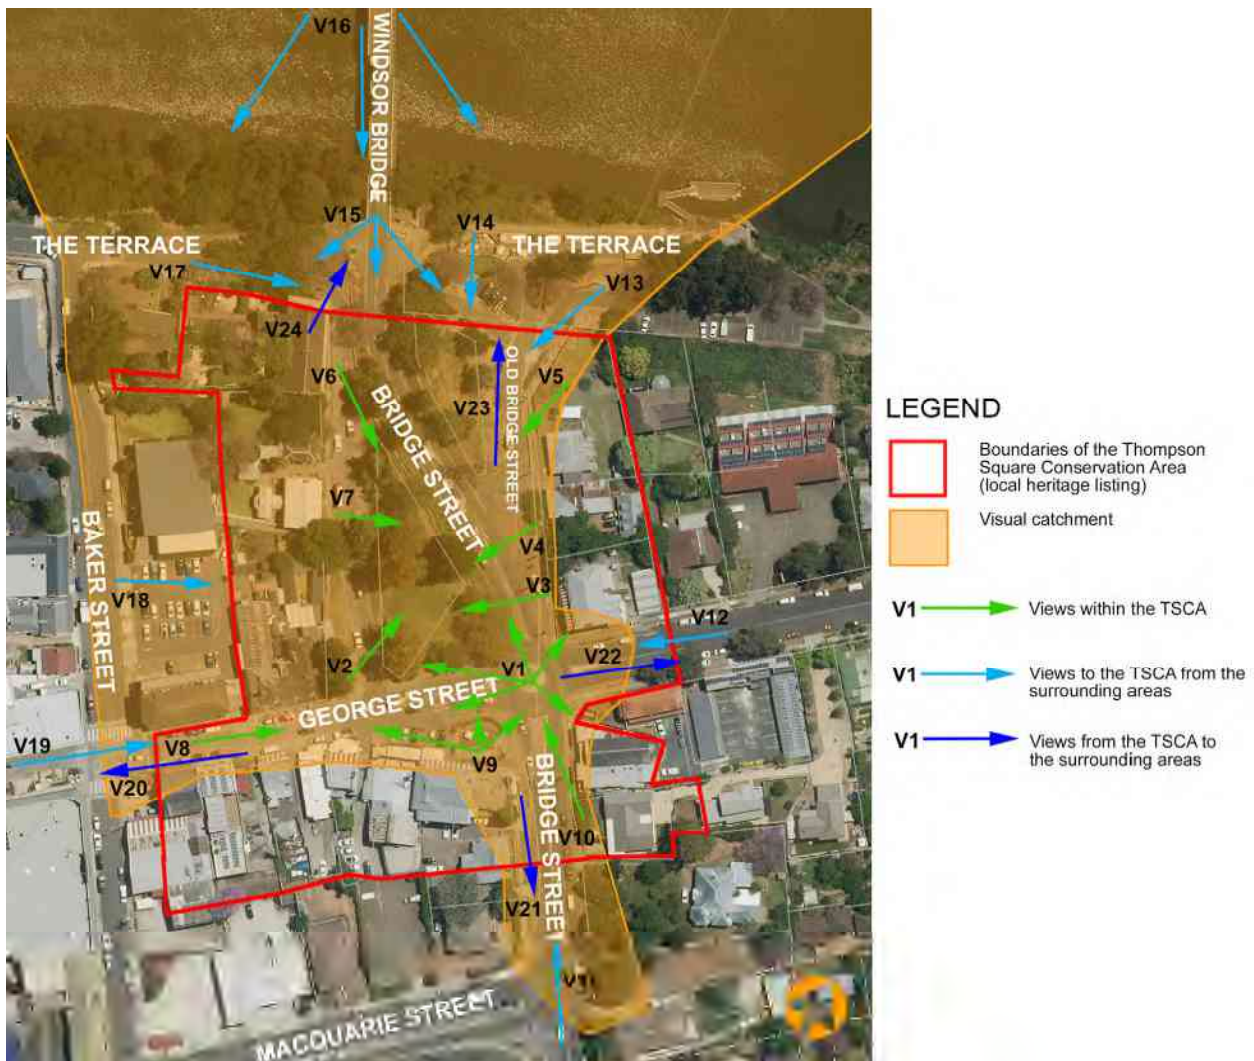 V16
WINDSOR BRIDGE
V15
V14
THE TERRACE
THE TERRACE
V17
V13
V24
V6
V5
OLD BRIDGE STREET
BRIDGE STREET
V23
V7
V4
BAKER STREET
V3
V18
V12
V2
V1
V22
GEORGE STREET
V19
V8
V9
V20
BRIDGE STREET
V10
V21
MACQUARIE STREET
LEGEND
Boundaries of the Thompson
Square Conservation Area
(local heritage listing)
Visual catchment
V1
Views within the TSCA
V1
Views to the TSCA from the
surrounding areas
V1
Views from the TSCA to
the surrounding areas